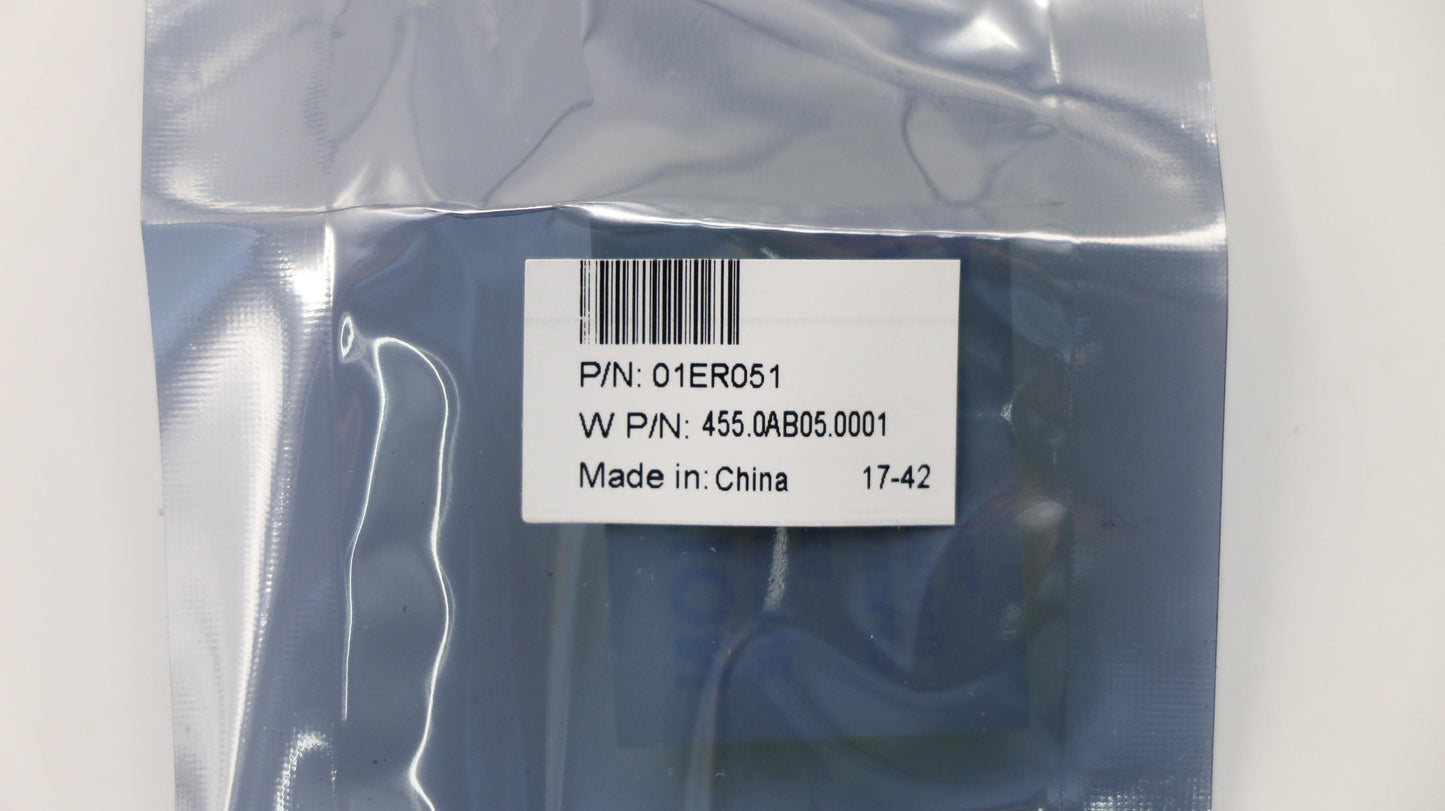 P/N: 01ER051
W P/N: 455.0AB05.0001
Made in: China 17-42